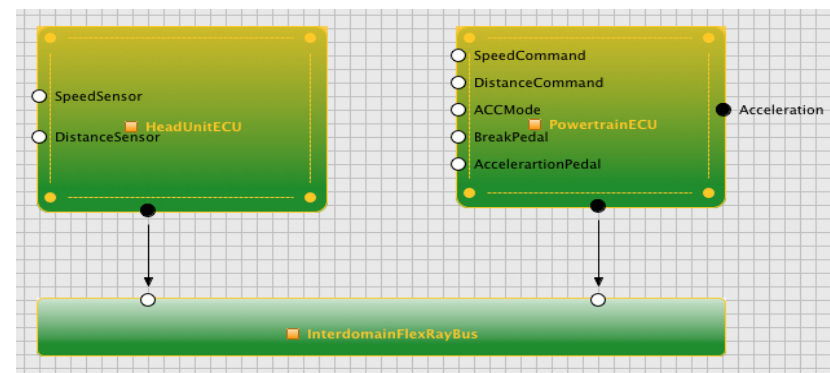 SpeedSensor
HeadUnitECU
DistanceSensor
SpeedCommand
DistanceCommand
ACCMode
PowertrainECU
BreakPedal
AccelerartionPedal
Acceleration
InterdomainFlexRayBus